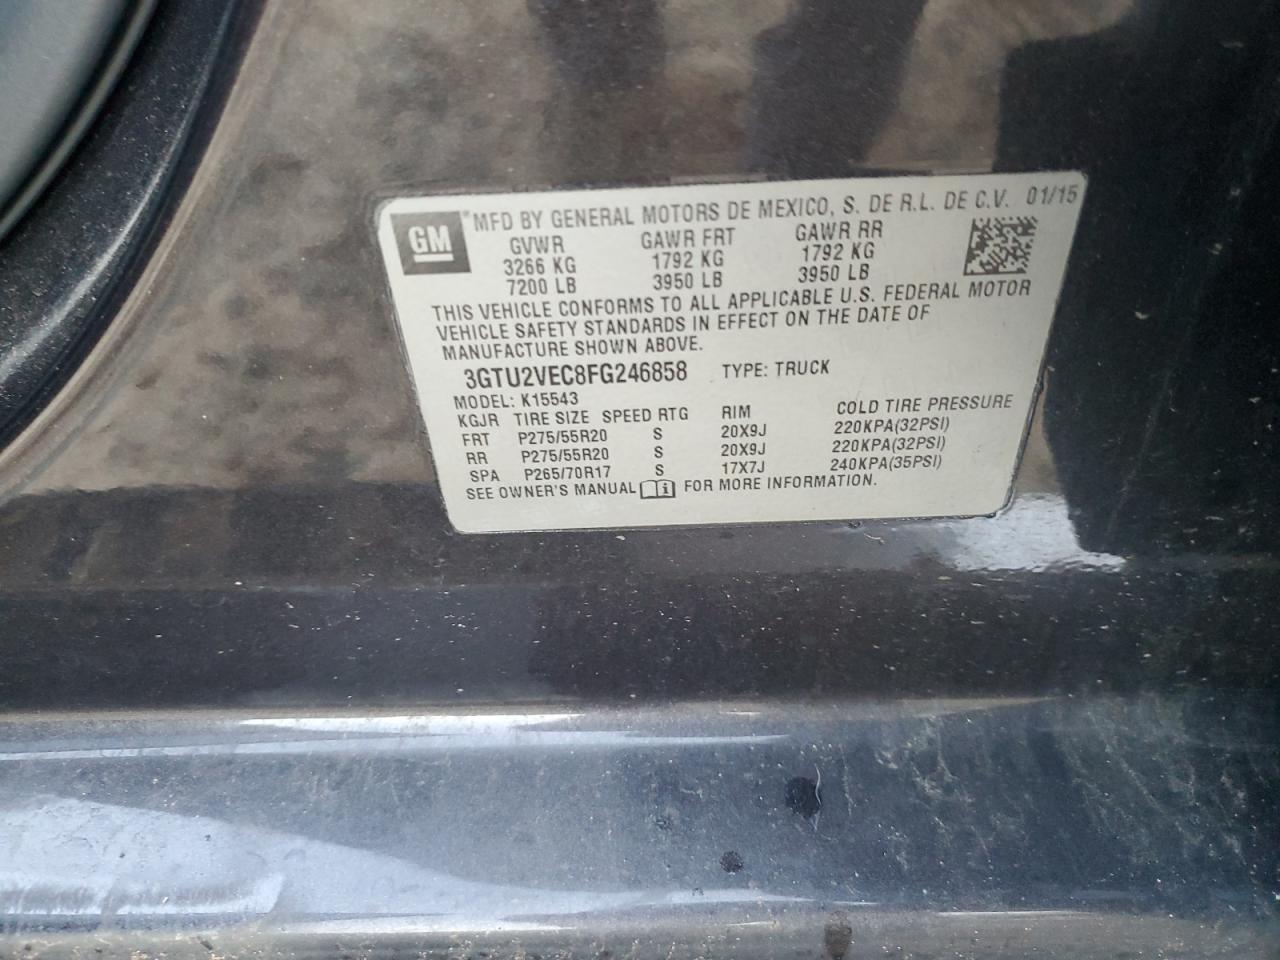 GM ® MFD BY GENERAL MOTORS DE MEXICO, S. DE R.L. DE C.V. 01/15
GVWR GAWR FRT GAWR RR
3266 KG 1792 KG 1792 KG
7200 LB 3950 LB 3950 LB
THIS VEHICLE CONFORMS TO ALL APPLICABLE U.S. FEDERAL MOTOR
VEHICLE SAFETY STANDARDS IN EFFECT ON THE DATE OF
MANUFACTURE SHOWN ABOVE.
3GTU2VEC8FG246858 TYPE: TRUCK
MODEL: K15543
KGJR TIRE SIZE SPEED RTG RIM COLD TIRE PRESSURE
FRT P275/55R20 S 20X9J 220KPA(32PSI)
RR P275/55R20 S 20X9J 220KPA(32PSI)
SPA P265/70R17 S 17X7J 240KPA(35PSI)
SEE OWNER'S MANUAL i FOR MORE INFORMATION.